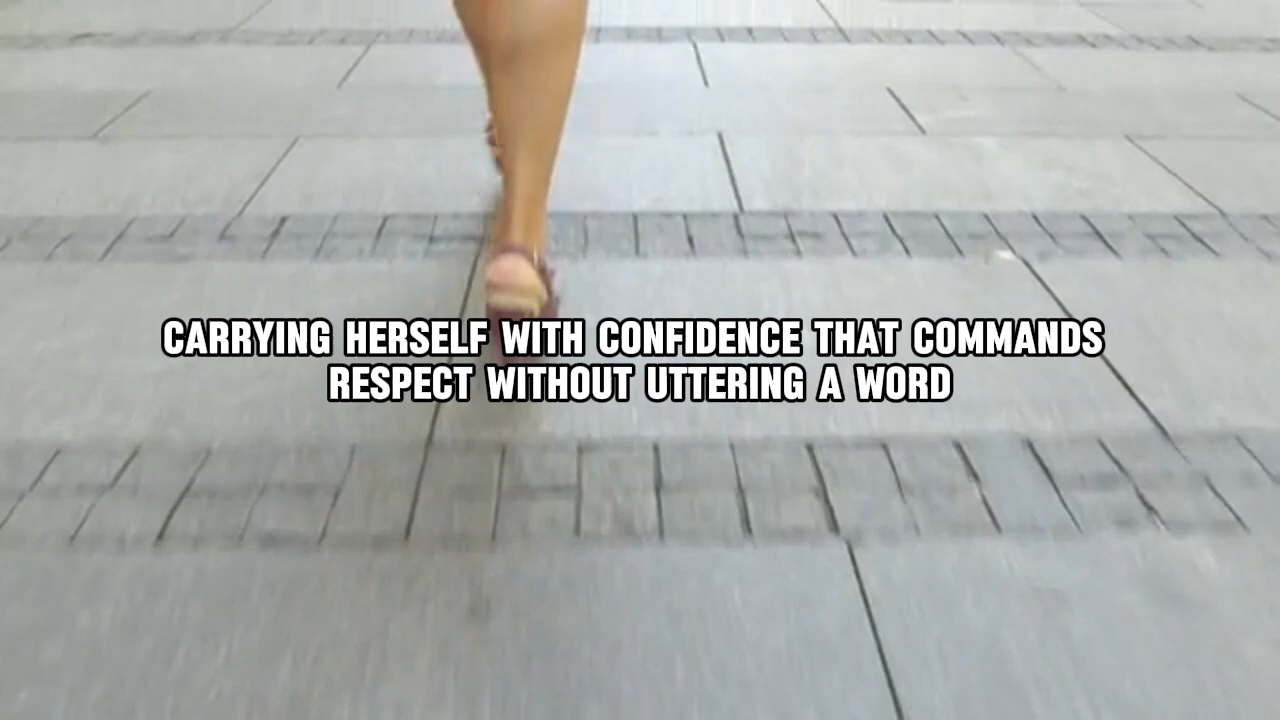 CARRYING HERSELF WITH CONFIDENCE THAT COMMANDS
RESPECT WITHOUT UTTERING A WORD